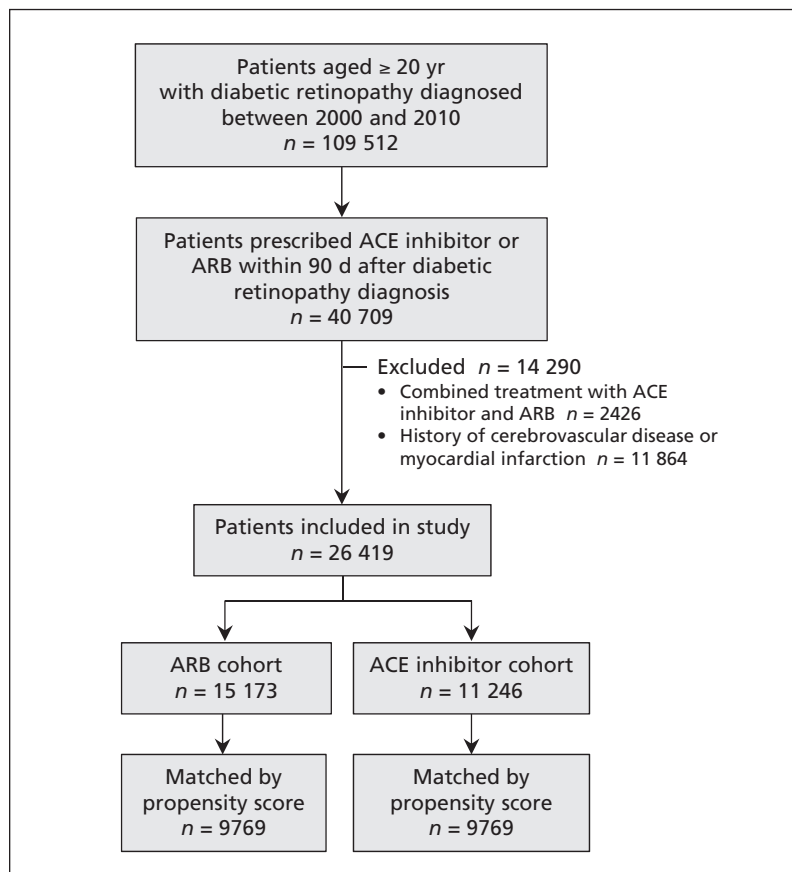 Patients aged ≥ 20 yr
with diabetic retinopathy diagnosed
between 2000 and 2010
n = 109 512
Patients prescribed ACE inhibitor or
ARB within 90 d after diabetic
retinopathy diagnosis
n = 40 709
Excluded n = 14 290
• Combined treatment with ACE
inhibitor and ARB n = 2426
• History of cerebrovascular disease or
myocardial infarction n = 11 864
Patients included in study
n = 26 419
ARB cohort
n = 15 173
ACE inhibitor cohort
n = 11 246
Matched by
propensity score
n = 9769
Matched by
propensity score
n = 9769